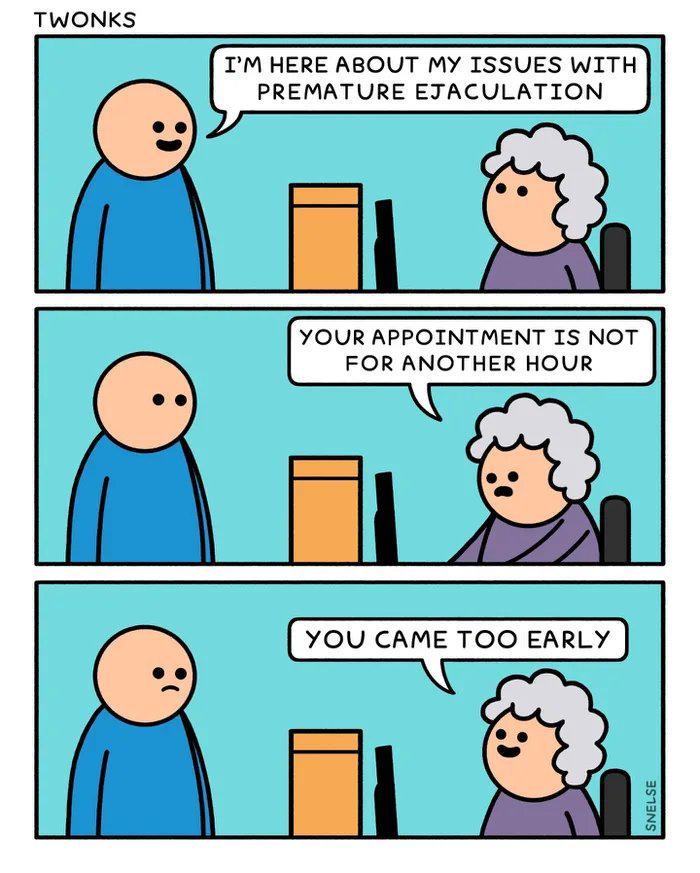 TWONKS
I'M HERE ABOUT MY ISSUES WITH
PREMATURE EJACULATION
YOUR APPOINTMENT IS NOT
FOR ANOTHER HOUR
YOU CAME TOO EARLY
SNELSE